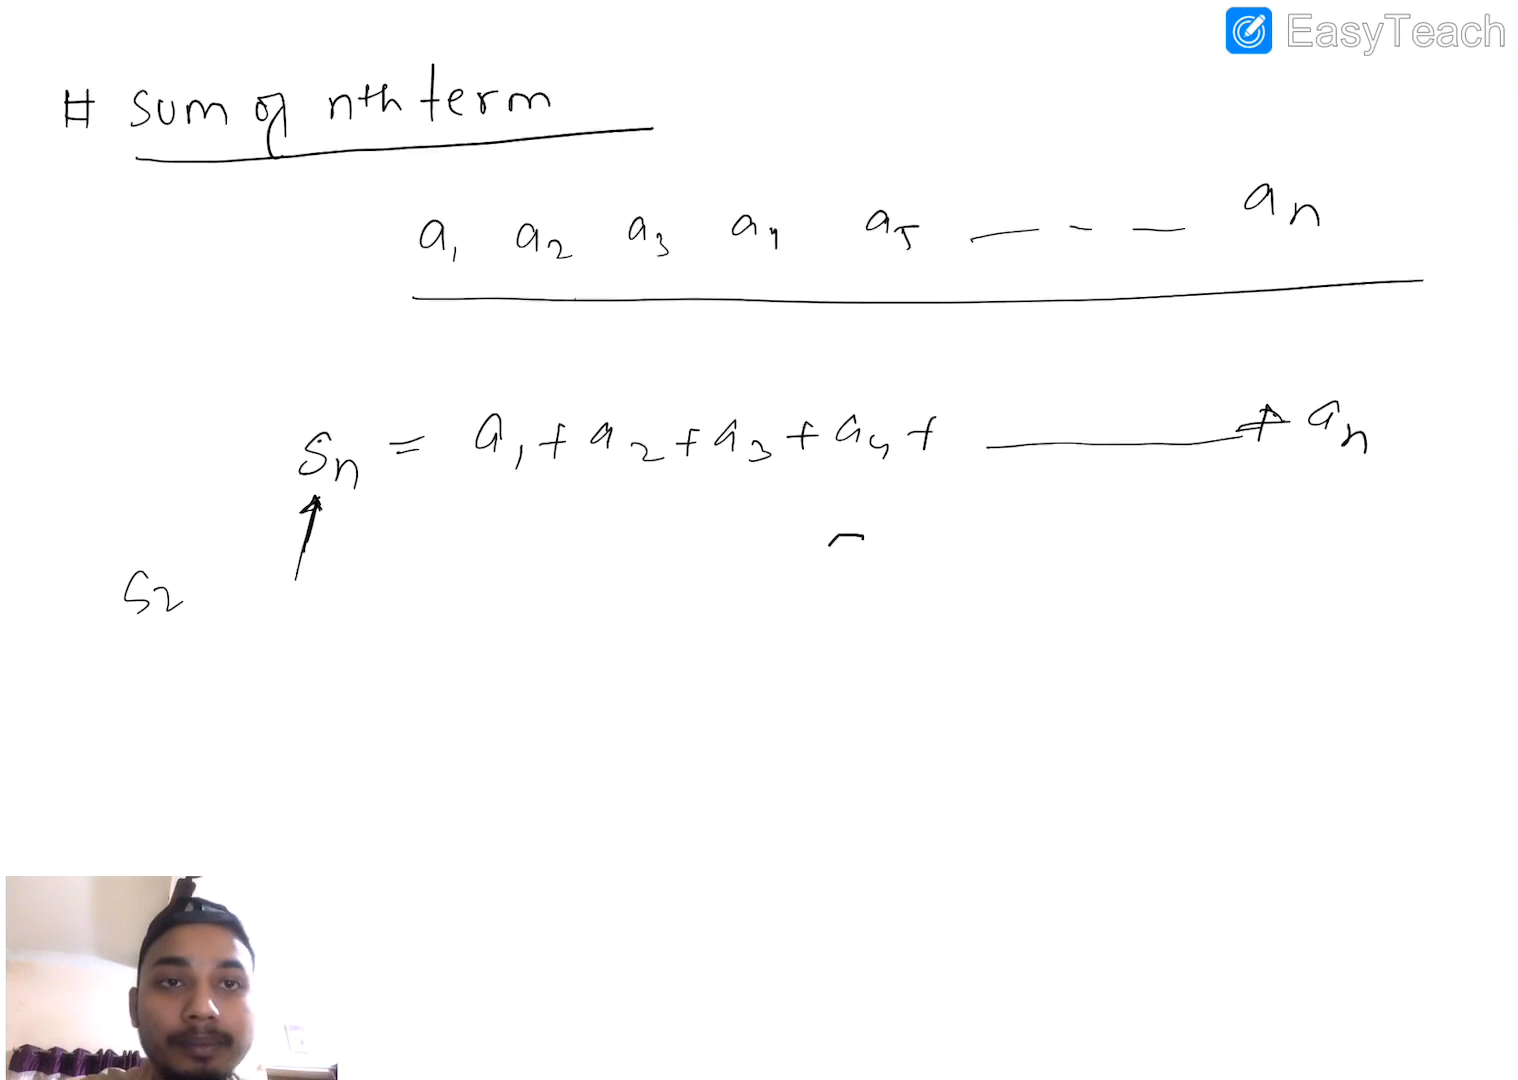 EasyTeach
# sum of nth term
a₁ a₂ a₃ a₄ a₅ — - — aₙ
Sₙ = a₁ + a₂ + a₃ + a₄ + ——— + aₙ
S₂